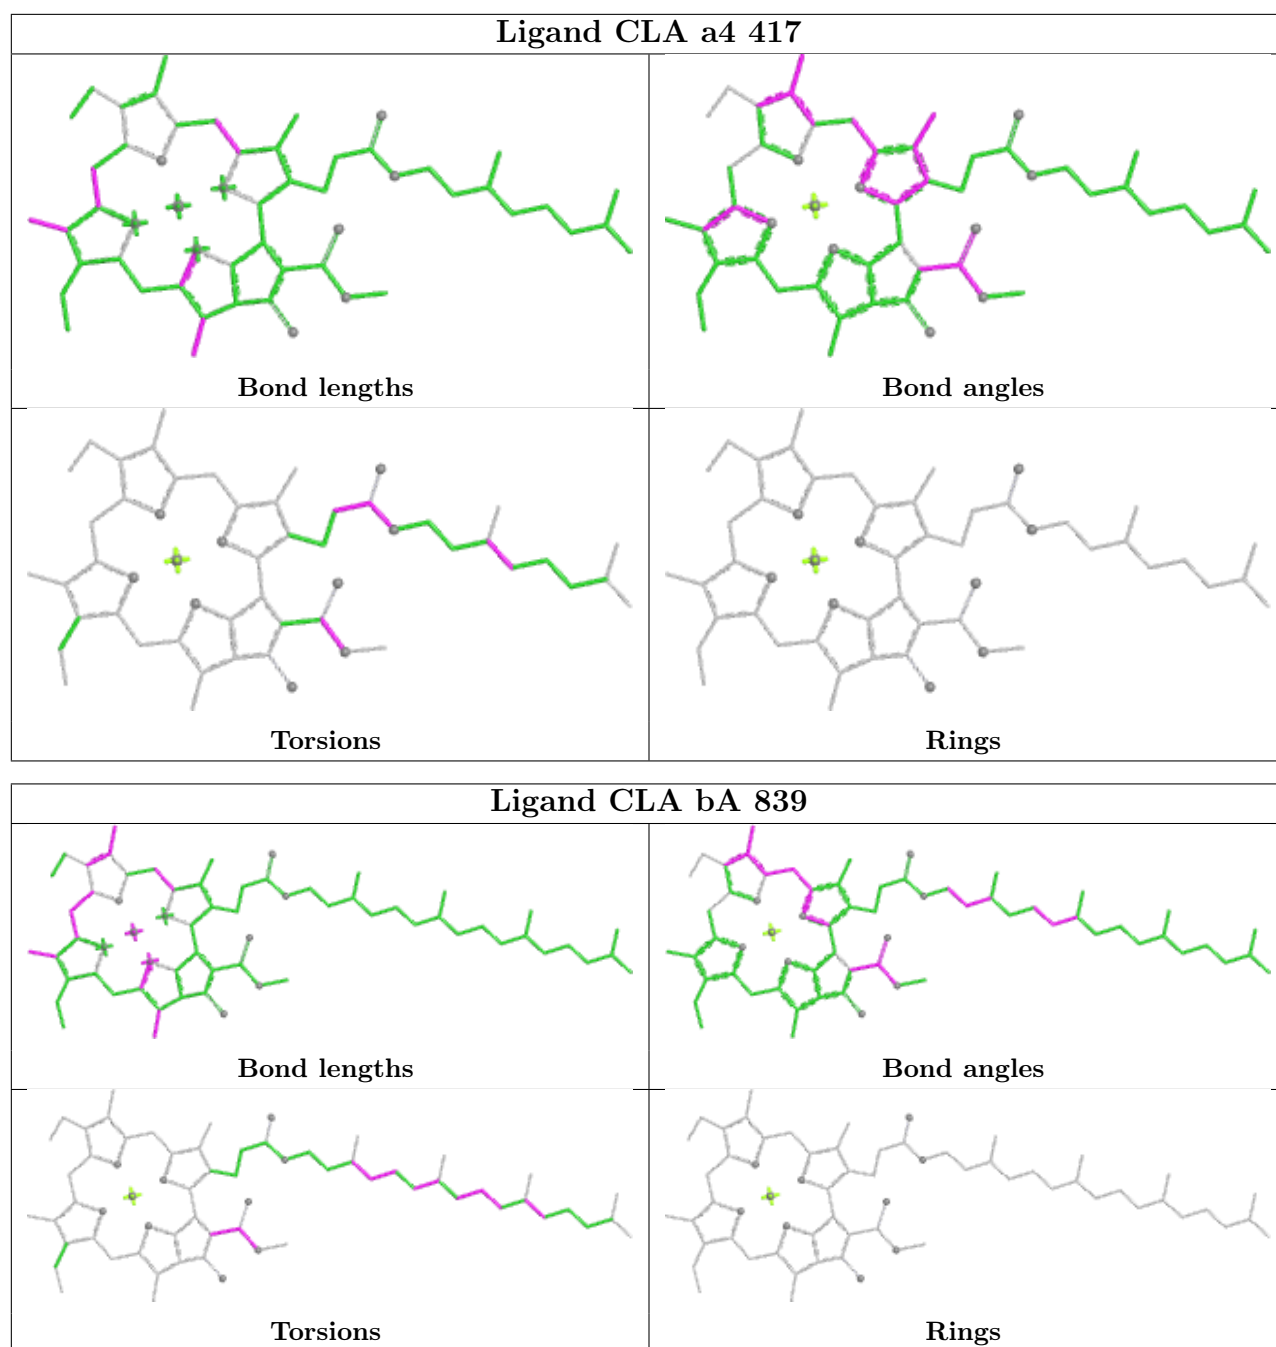 Ligand CLA a4 417
Bond lengths
Bond angles
Torsions
Rings
Ligand CLA bA 839
Bond lengths
Bond angles
Torsions
Rings